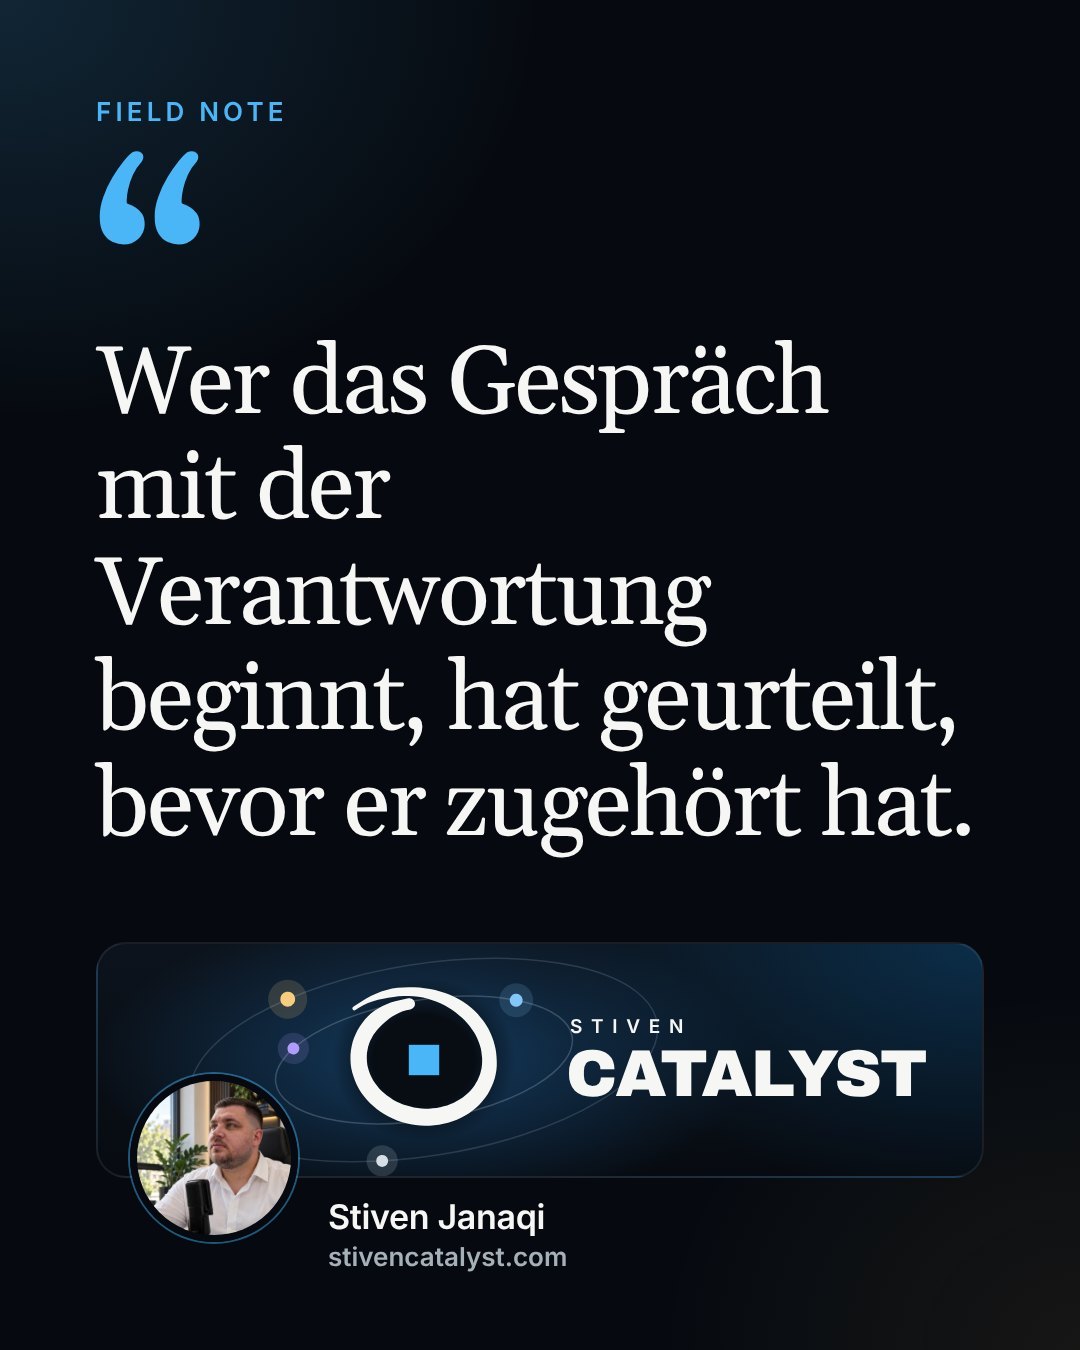 FIELD NOTE
“
Wer das Gespräch
mit der
Verantwortung
beginnt, hat geurteilt,
bevor er zugehört hat.
STIVEN
CATALYST
Stiven Janaqi
stivencatalyst.com